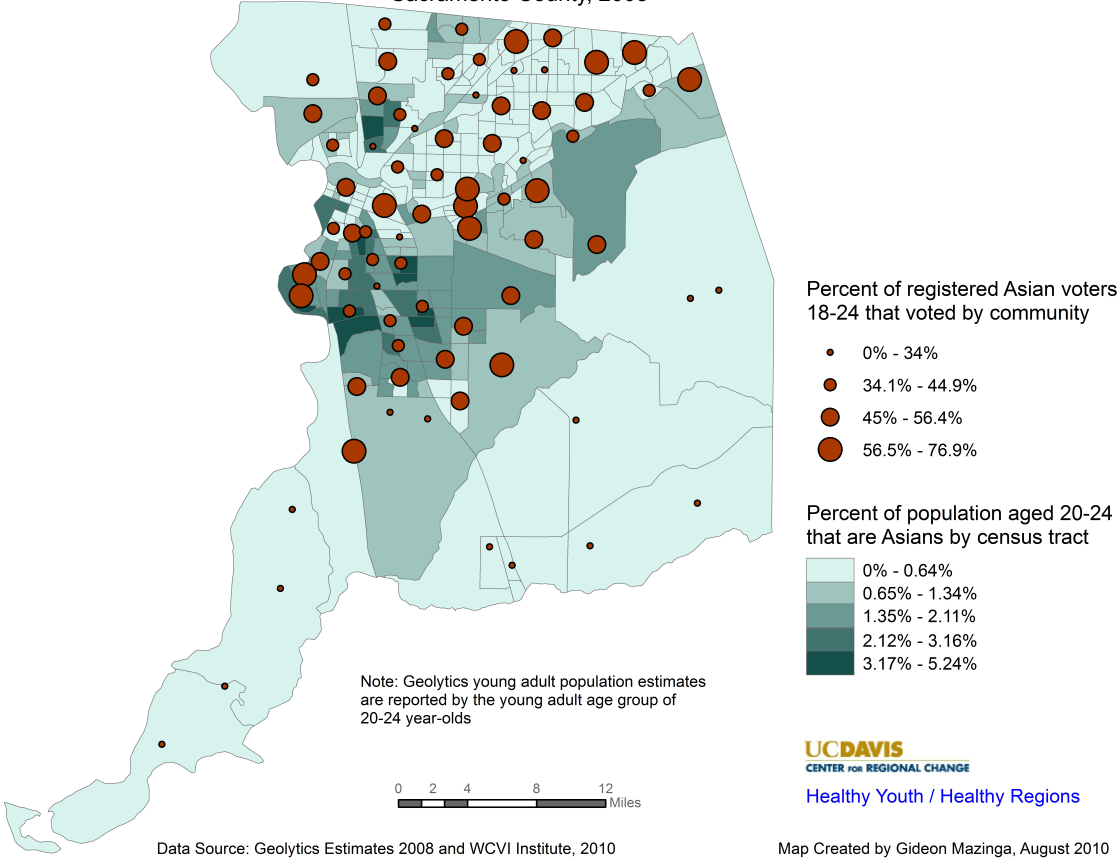 Sacramento County, 2008
Percent of registered Asian voters
18-24 that voted by community
0% - 34%
34.1% - 44.9%
45% - 56.4%
56.5% - 76.9%
Percent of population aged 20-24
that are Asians by census tract
0% - 0.64%
0.65% - 1.34%
1.35% - 2.11%
2.12% - 3.16%
3.17% - 5.24%
Note: Geolytics young adult population estimates
are reported by the young adult age group of
20-24 year-olds
UCDAVIS
CENTER FOR REGIONAL CHANGE
Healthy Youth / Healthy Regions
0 2 4 8 12
Miles
Data Source: Geolytics Estimates 2008 and WCVI Institute, 2010
Map Created by Gideon Mazinga, August 2010